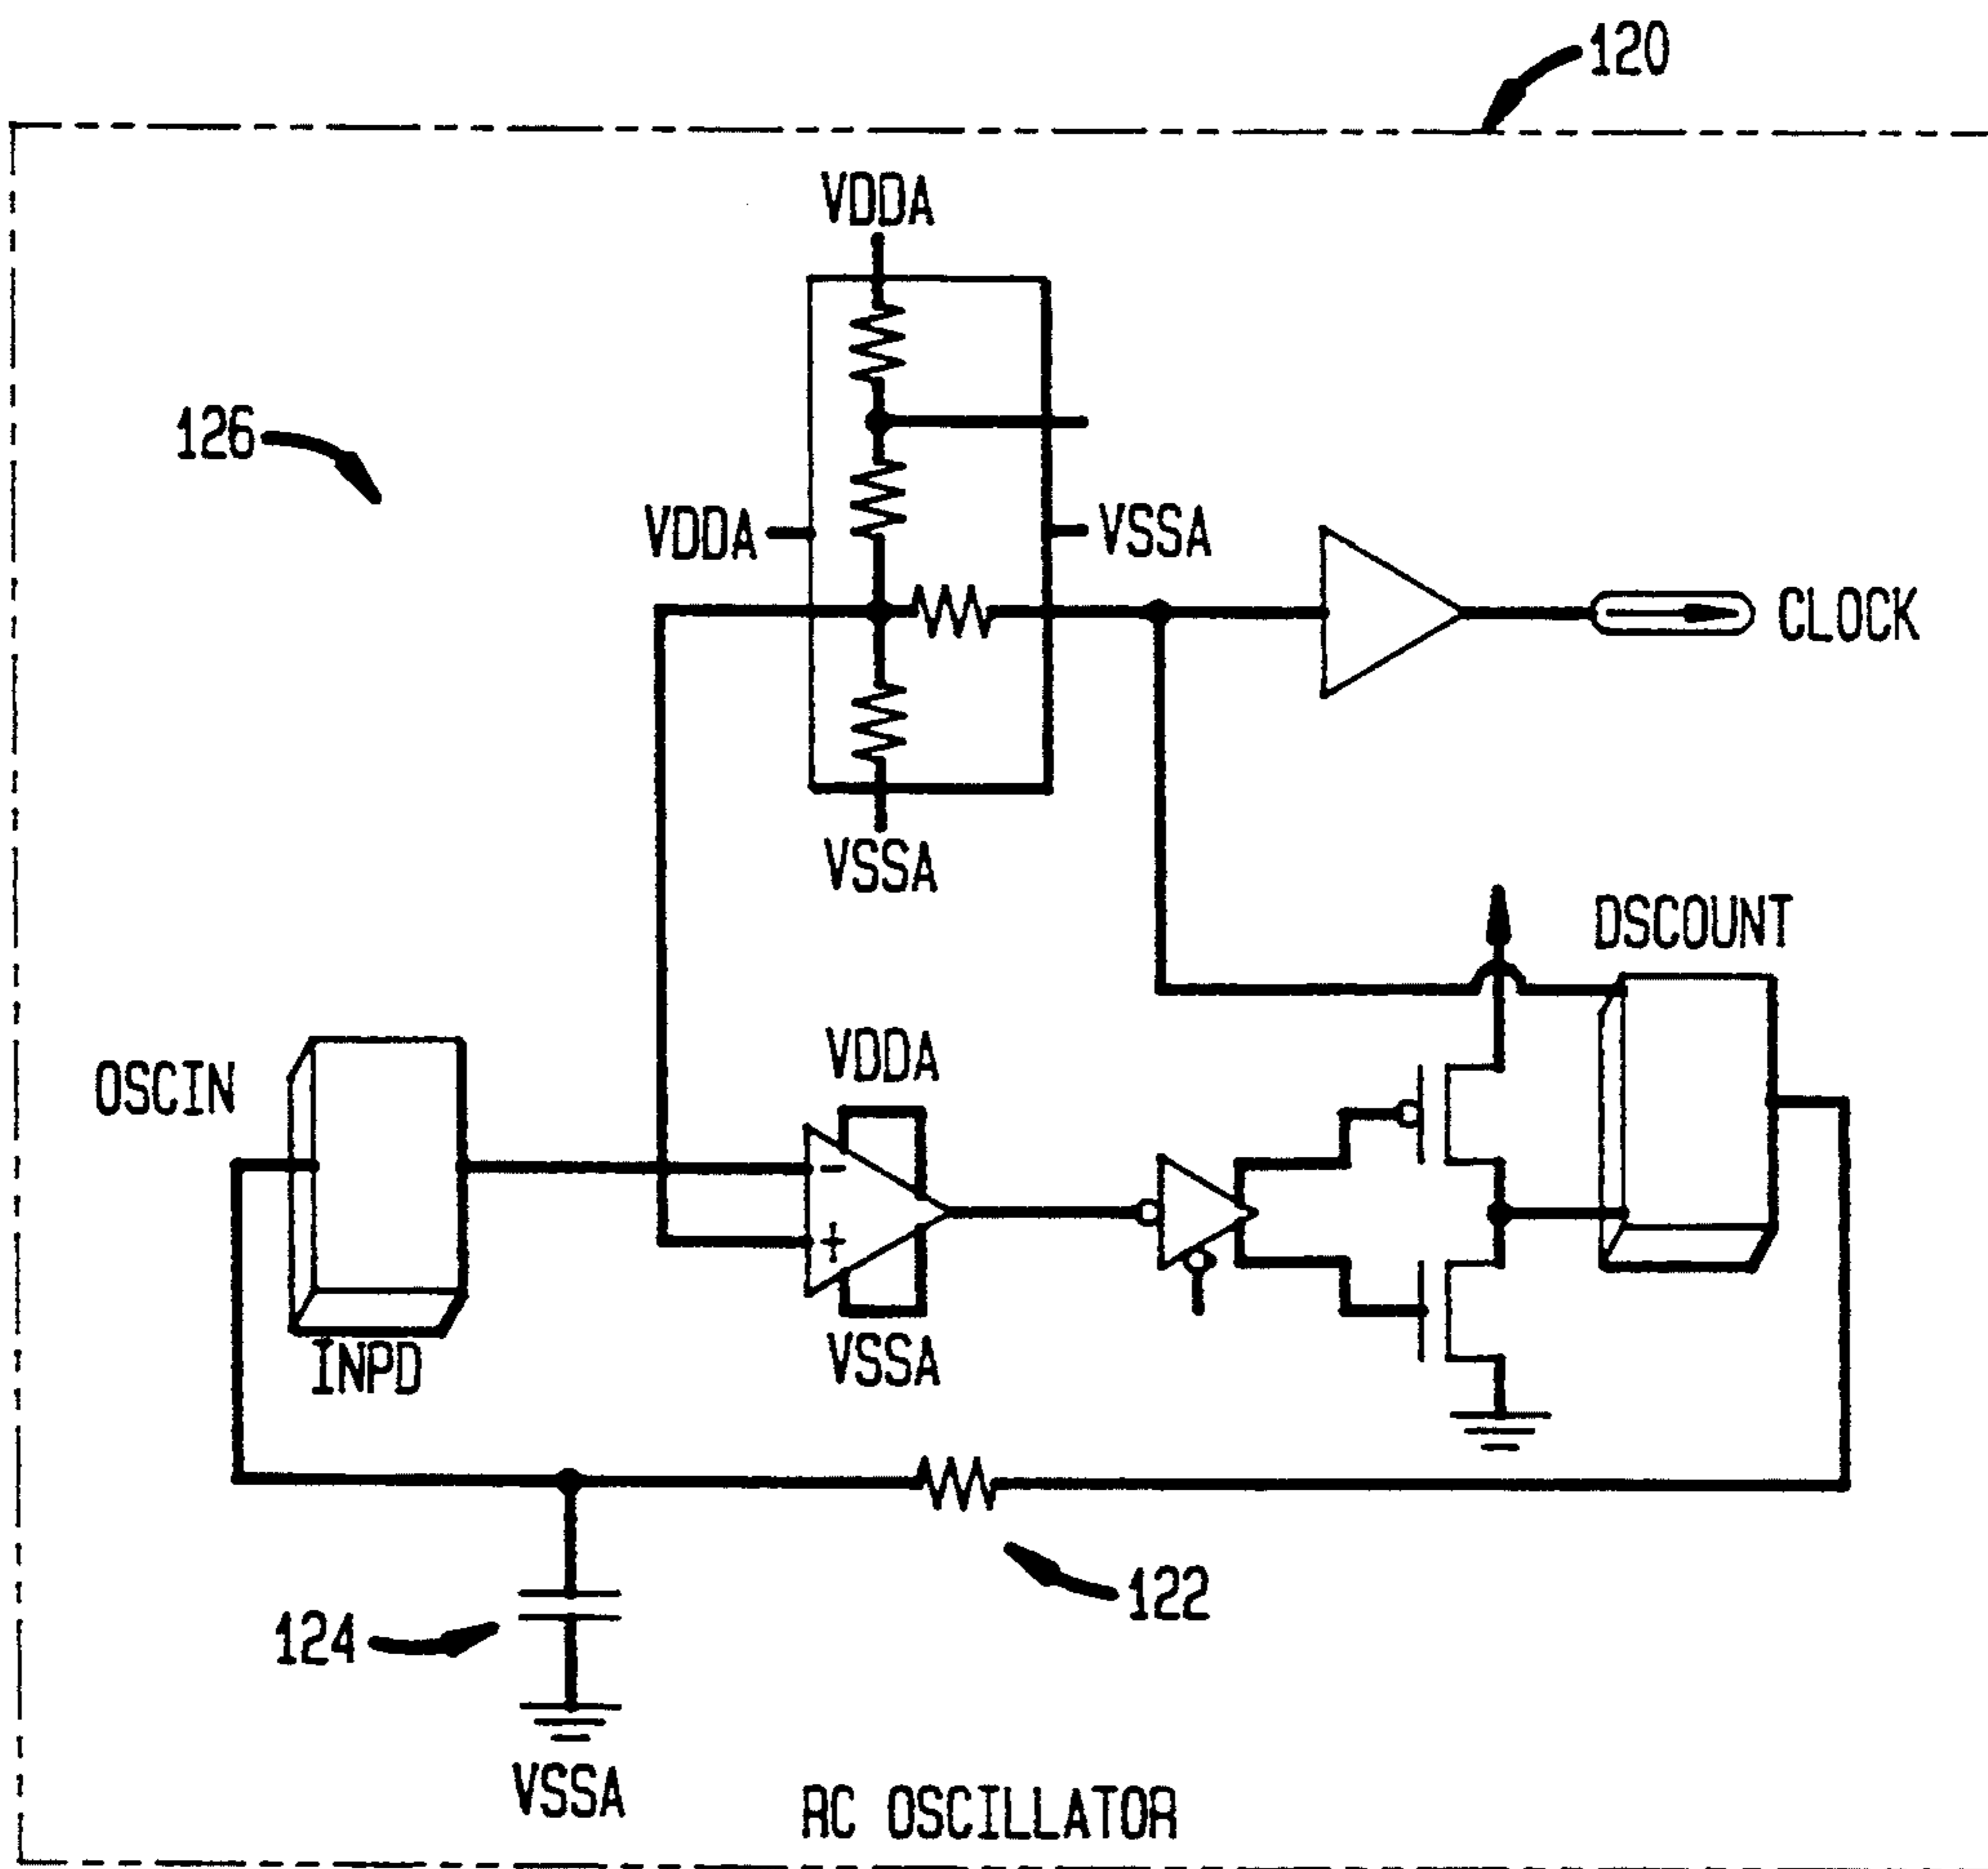 120
VDDA
126
VDDA
VSSA
CLOCK
VSSA
DSCOUNT
VDDA
OSCIN
-
+
VSSA
INPD
122
124
VSSA
RC OSCILLATOR